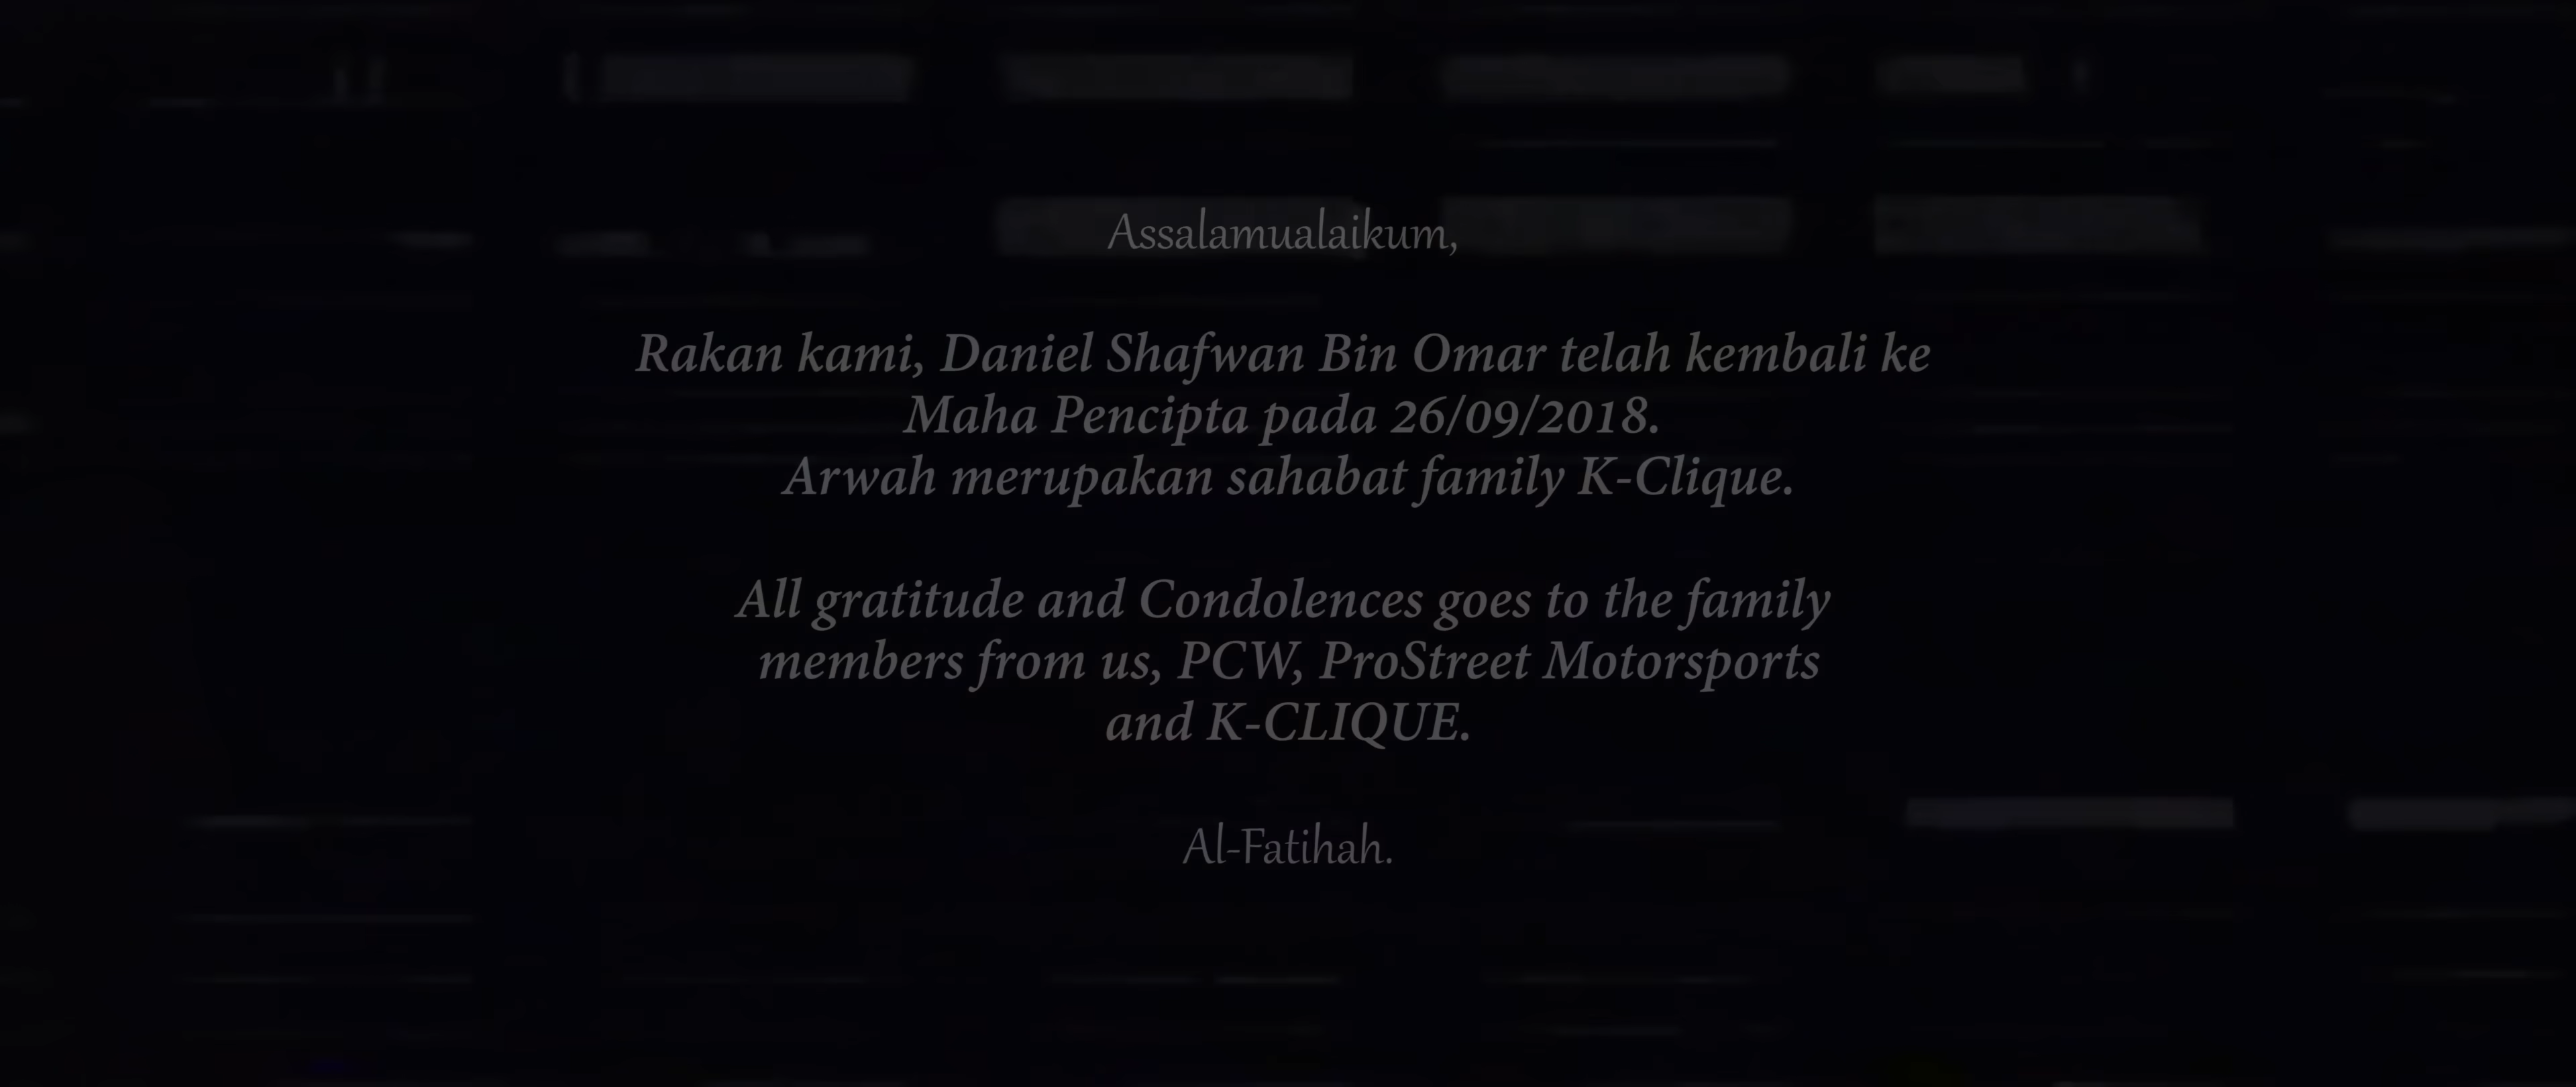 Assalamualaikum,
Rakan kami, Daniel Shafwan Bin Omar telah kembali ke
Maha Pencipta pada 26/09/2018.
Arwah merupakan sahabat family K-Clique.
All gratitude and Condolences goes to the family
members from us, PCW, ProStreet Motorsports
and K-CLIQUE.
Al-Fatihah.